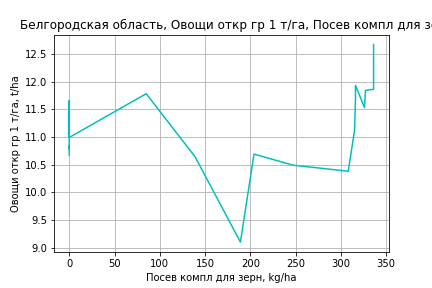 Белгородская область, Овощи откр гр 1 т/га, Посев компл для зе
12.5
12.0
11.5
11.0
10.5
10.0
9.5
9.0
Овощи откр гр 1 т/га, t/ha
0 50 100 150 200 250 300 350
Посев компл для зерн, kg/ha